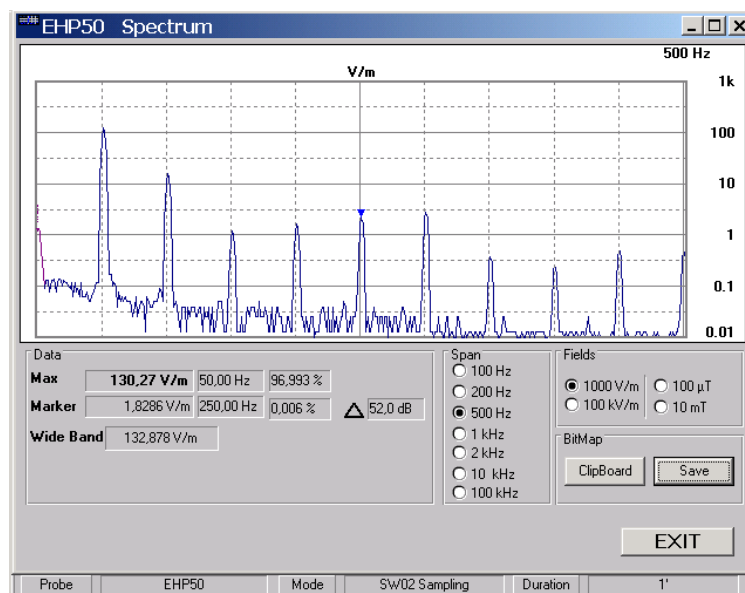 EHP50 Spectrum
500 Hz
V/m
1k
100
10
1
0.1
0.01
Data
Max 130,27 V/m 50,00 Hz 96,993 %
Marker 1,8286 V/m 250,00 Hz 0,006 % 52,0 dB
Wide Band 132,878 V/m
Span
100 Hz
200 Hz
500 Hz
1 kHz
2 kHz
10 kHz
100 kHz
Fields
1000 V/m 100 µT
100 kV/m 10 mT
BitMap
ClipBoard Save
EXIT
Probe EHP50 Mode SW02 Sampling Duration 1'